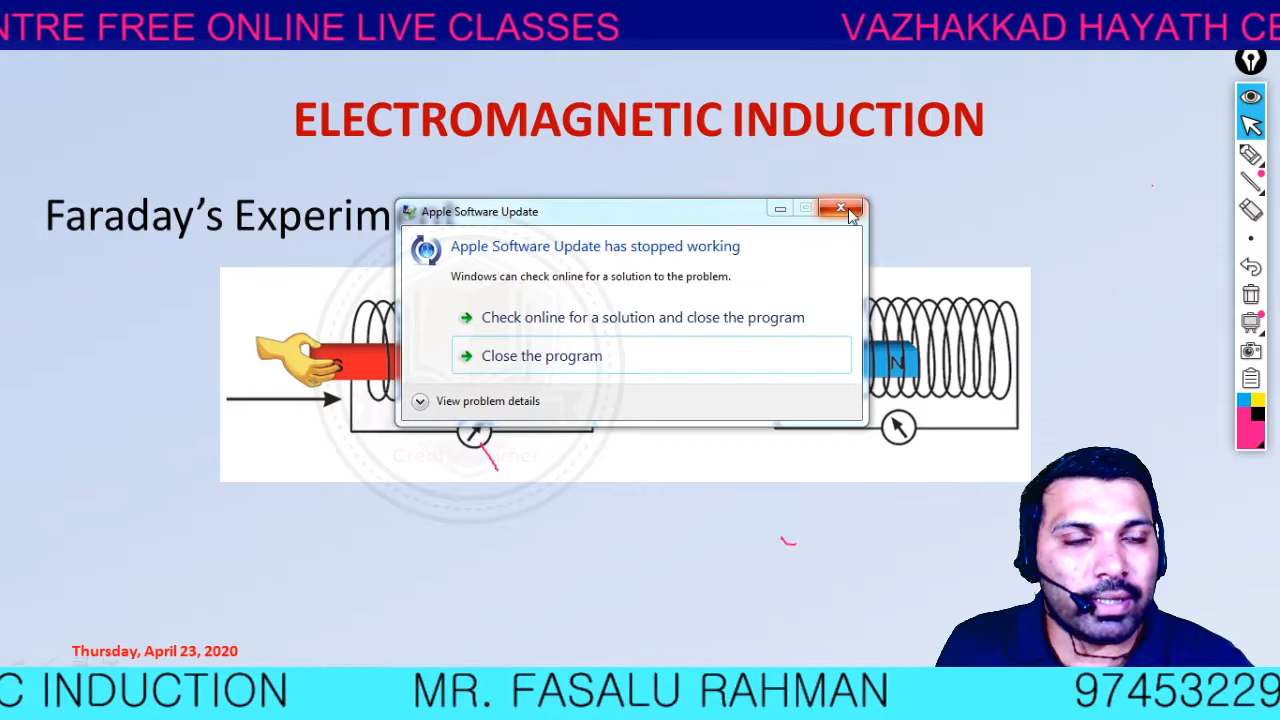 NTRE FREE ONLINE LIVE CLASSES VAZHAKKAD HAYATH CE
ELECTROMAGNETIC INDUCTION
Faraday's Experim
Apple Software Update
Apple Software Update has stopped working
Windows can check online for a solution to the problem.
Check online for a solution and close the program
Close the program
View problem details
S
N
Creative Corner
Thursday, April 23, 2020
C INDUCTION MR. FASALU RAHMAN 97453229